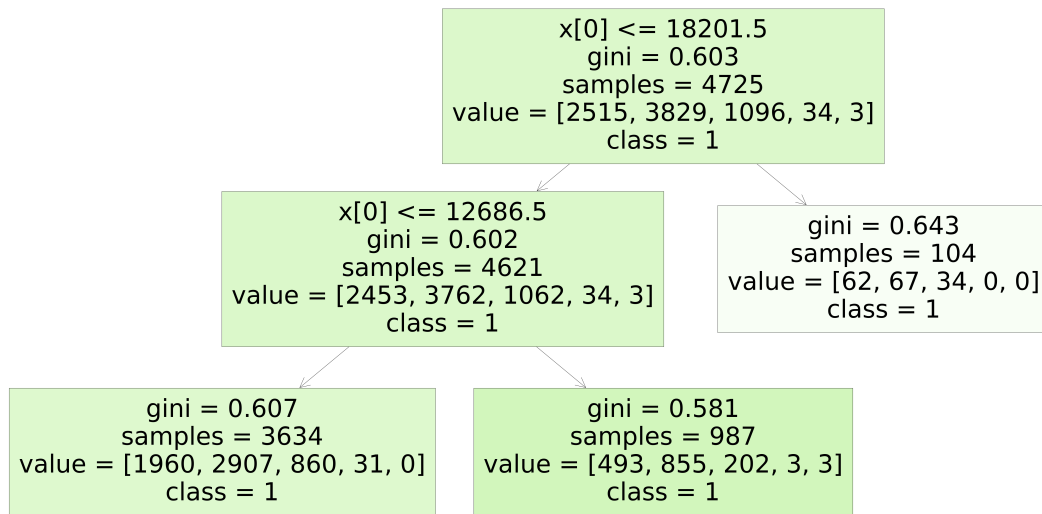 x[0] <= 18201.5
gini = 0.603
samples = 4725
value = [2515, 3829, 1096, 34, 3]
class = 1
x[0] <= 12686.5
gini = 0.602
samples = 4621
value = [2453, 3762, 1062, 34, 3]
class = 1
gini = 0.643
samples = 104
value = [62, 67, 34, 0, 0]
class = 1
gini = 0.607
samples = 3634
value = [1960, 2907, 860, 31, 0]
class = 1
gini = 0.581
samples = 987
value = [493, 855, 202, 3, 3]
class = 1